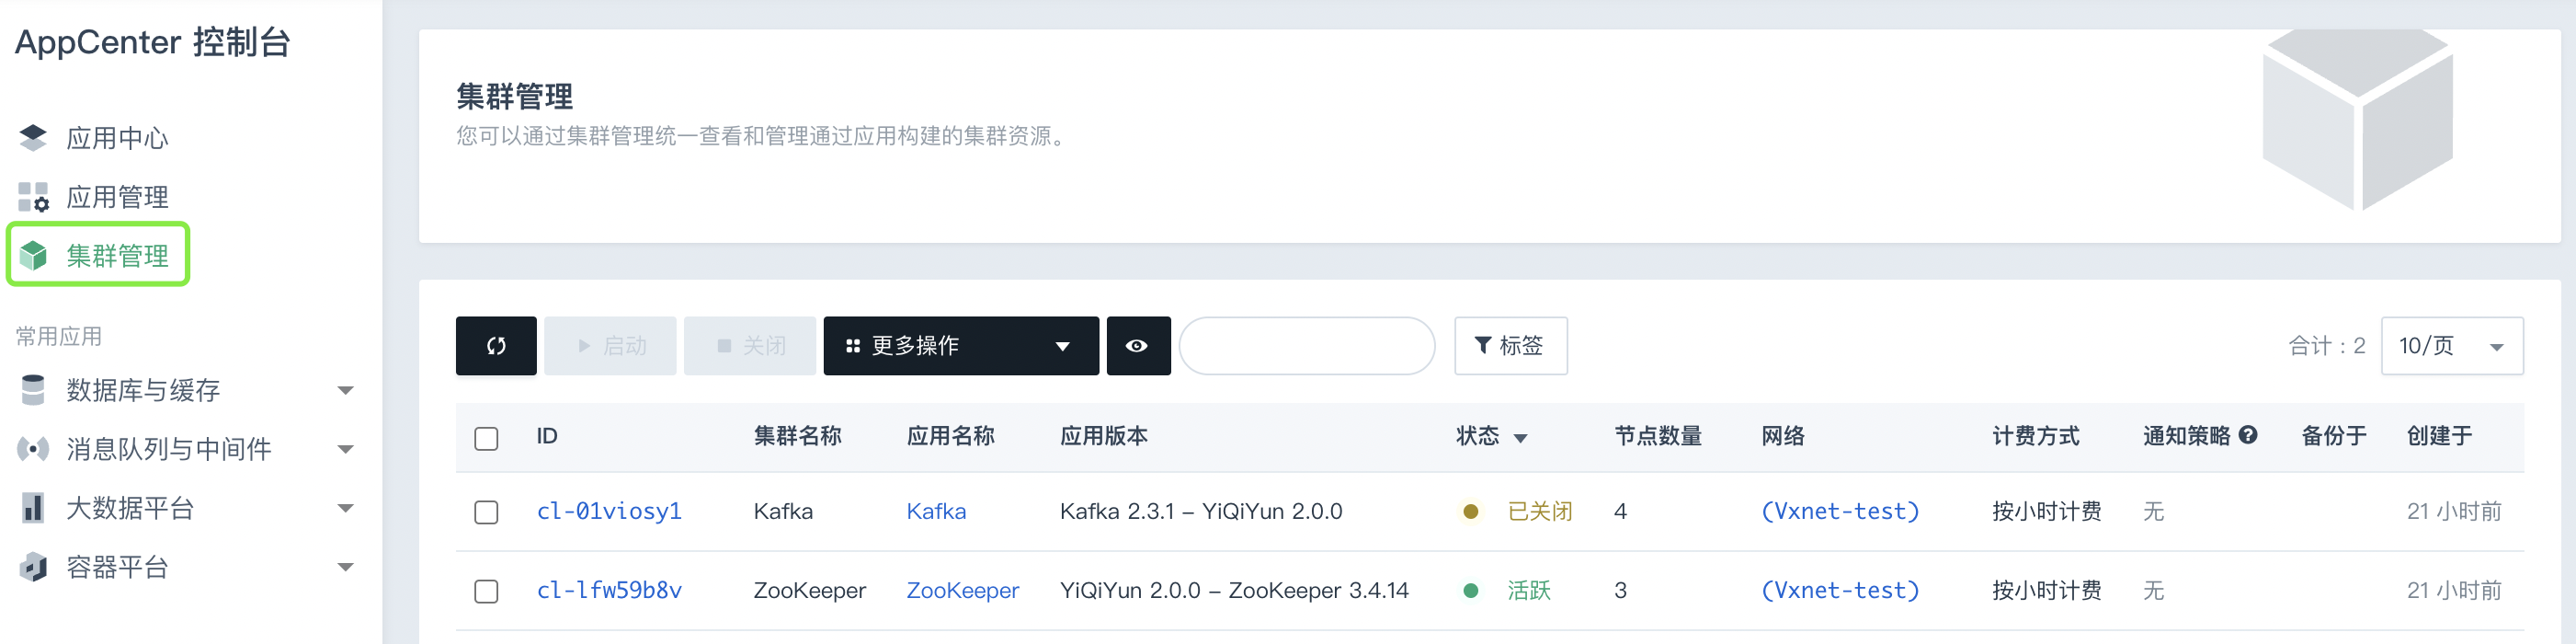 AppCenter 控制台
应用中心
应用管理
集群管理
常用应用
数据库与缓存
消息队列与中间件
大数据平台
容器平台
集群管理
您可以通过集群管理统一查看和管理通过应用构建的集群资源。
启动 关闭 更多操作 标签 合计：2 10/页
ID 集群名称 应用名称 应用版本 状态 节点数量 网络 计费方式 通知策略 备份于 创建于
cl-01viosy1 Kafka Kafka Kafka 2.3.1 – YiQiYun 2.0.0 已关闭 4 (Vxnet-test) 按小时计费 无 21 小时前
cl-lfw59b8v ZooKeeper ZooKeeper YiQiYun 2.0.0 – ZooKeeper 3.4.14 活跃 3 (Vxnet-test) 按小时计费 无 21 小时前